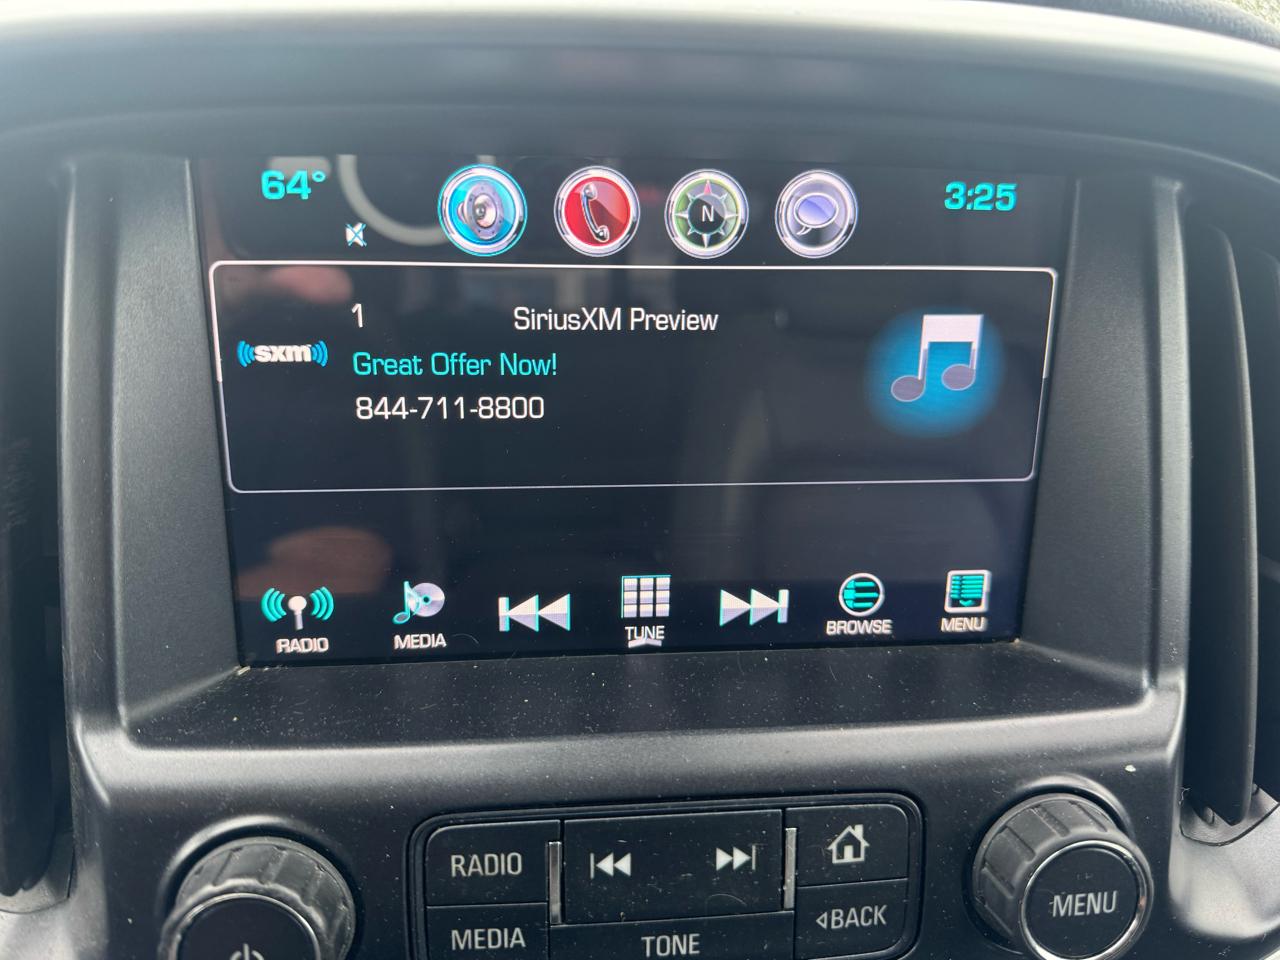 64°
3:25
N
1
SiriusXM Preview
((sxm))
Great Offer Now!
844-711-8800
RADIO
MEDIA
TUNE
BROWSE
MENU
RADIO
MEDIA
TONE
BACK
MENU